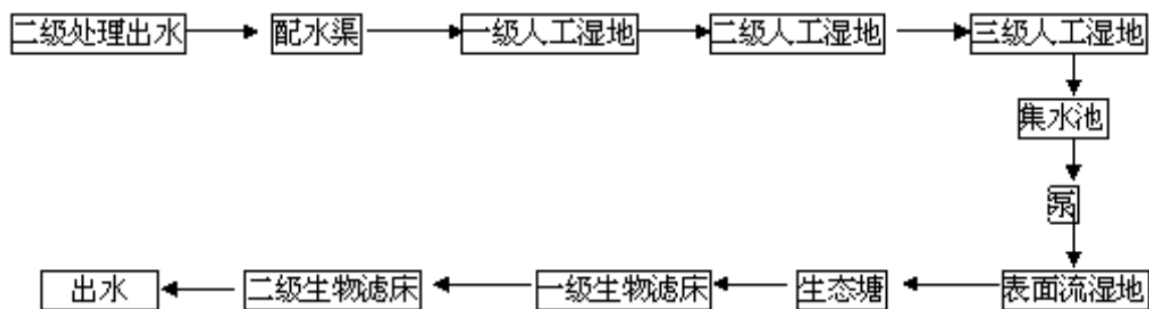 二级处理出水 配水渠 一级人工湿地 二级人工湿地 三级人工湿地
集水池
泵
出水 二级生物滤床 一级生物滤床 生态塘 表面流湿地